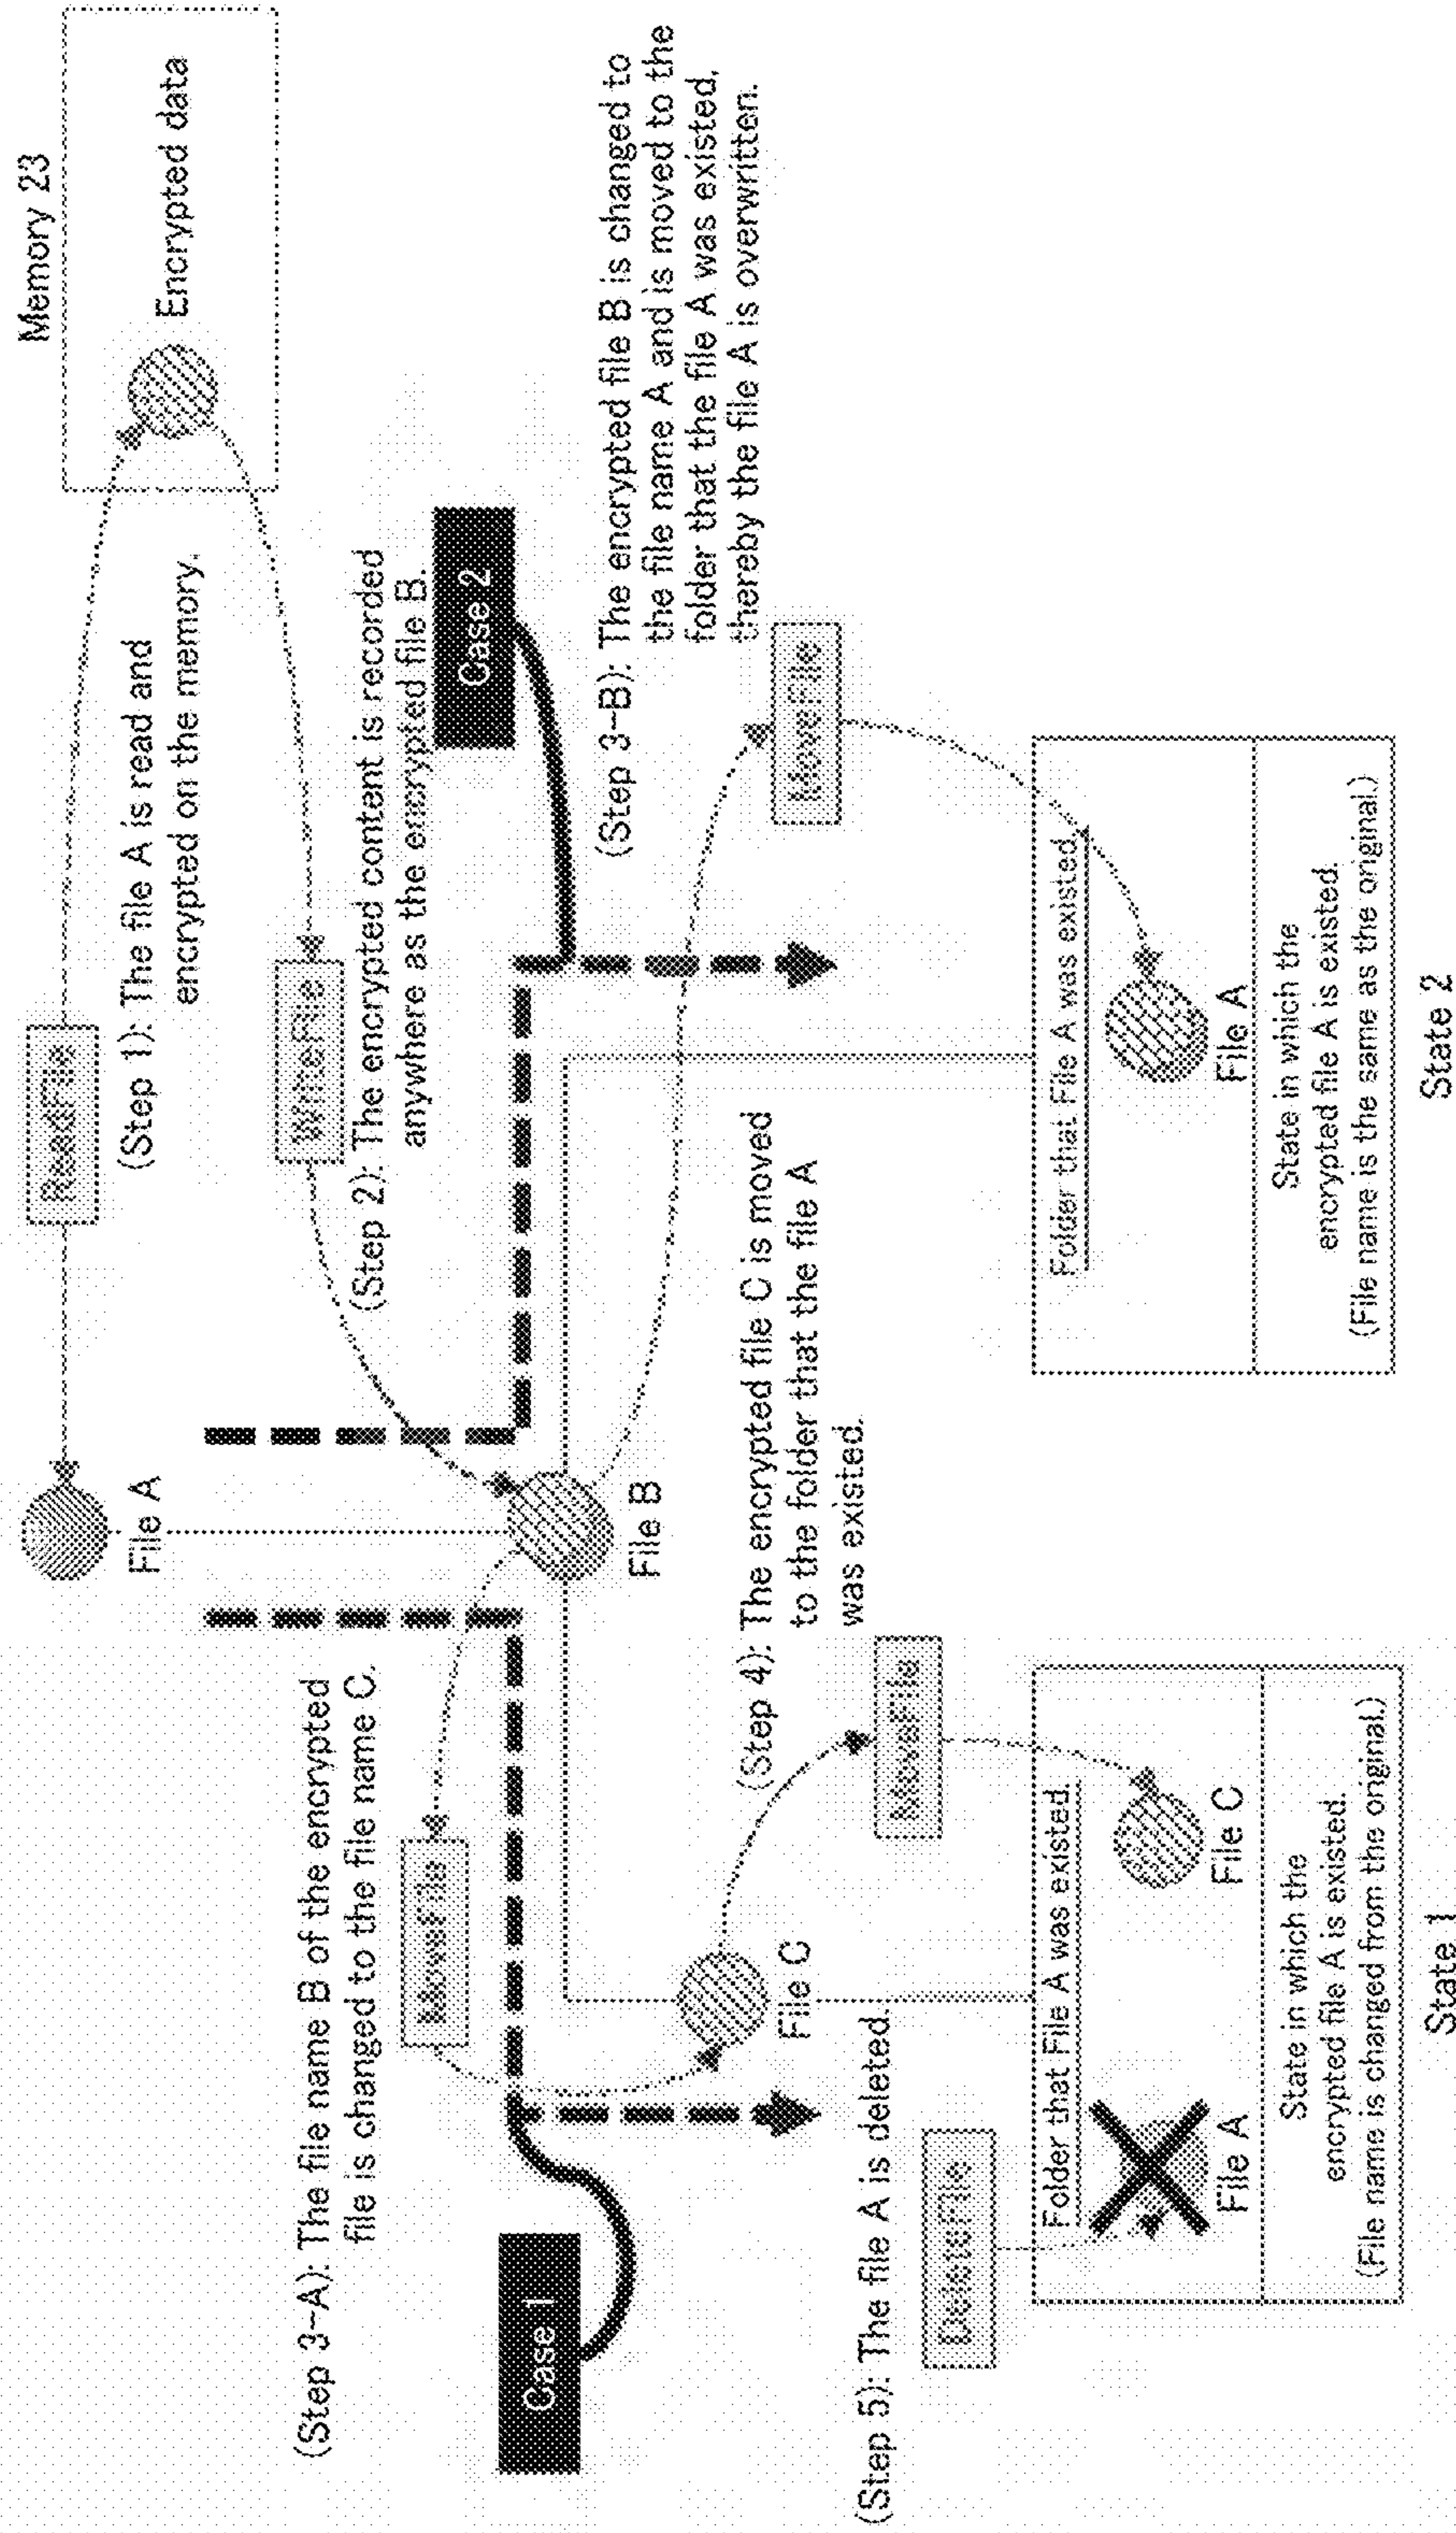 Memory 23
Encrypted data
ReadFile
File A
(Step 1): The file A is read and
encrypted on the memory.
WriteFile
(Step 2): The encrypted content is recorded
anywhere as the encrypted file B.
(Step 3-A): The file name B of the encrypted
file is changed to the file name C.
MoveFile
Case 1
Case 2
File B
(Step 3-B): The encrypted file B is changed to
the file name A and is moved to the
folder that the file A was existed,
thereby the file A is overwritten.
MoveFile
File C
(Step 4): The encrypted file C is moved
to the folder that the file A
was existed.
MoveFile
(Step 5): The file A is deleted.
DeleteFile
Folder that File A was existed.
File A
File C
State in which the
encrypted file A is existed.
(File name is changed from the original.)
State 1
Folder that File A was existed.
File A
State in which the
encrypted file A is existed.
(File name is the same as the original.)
State 2